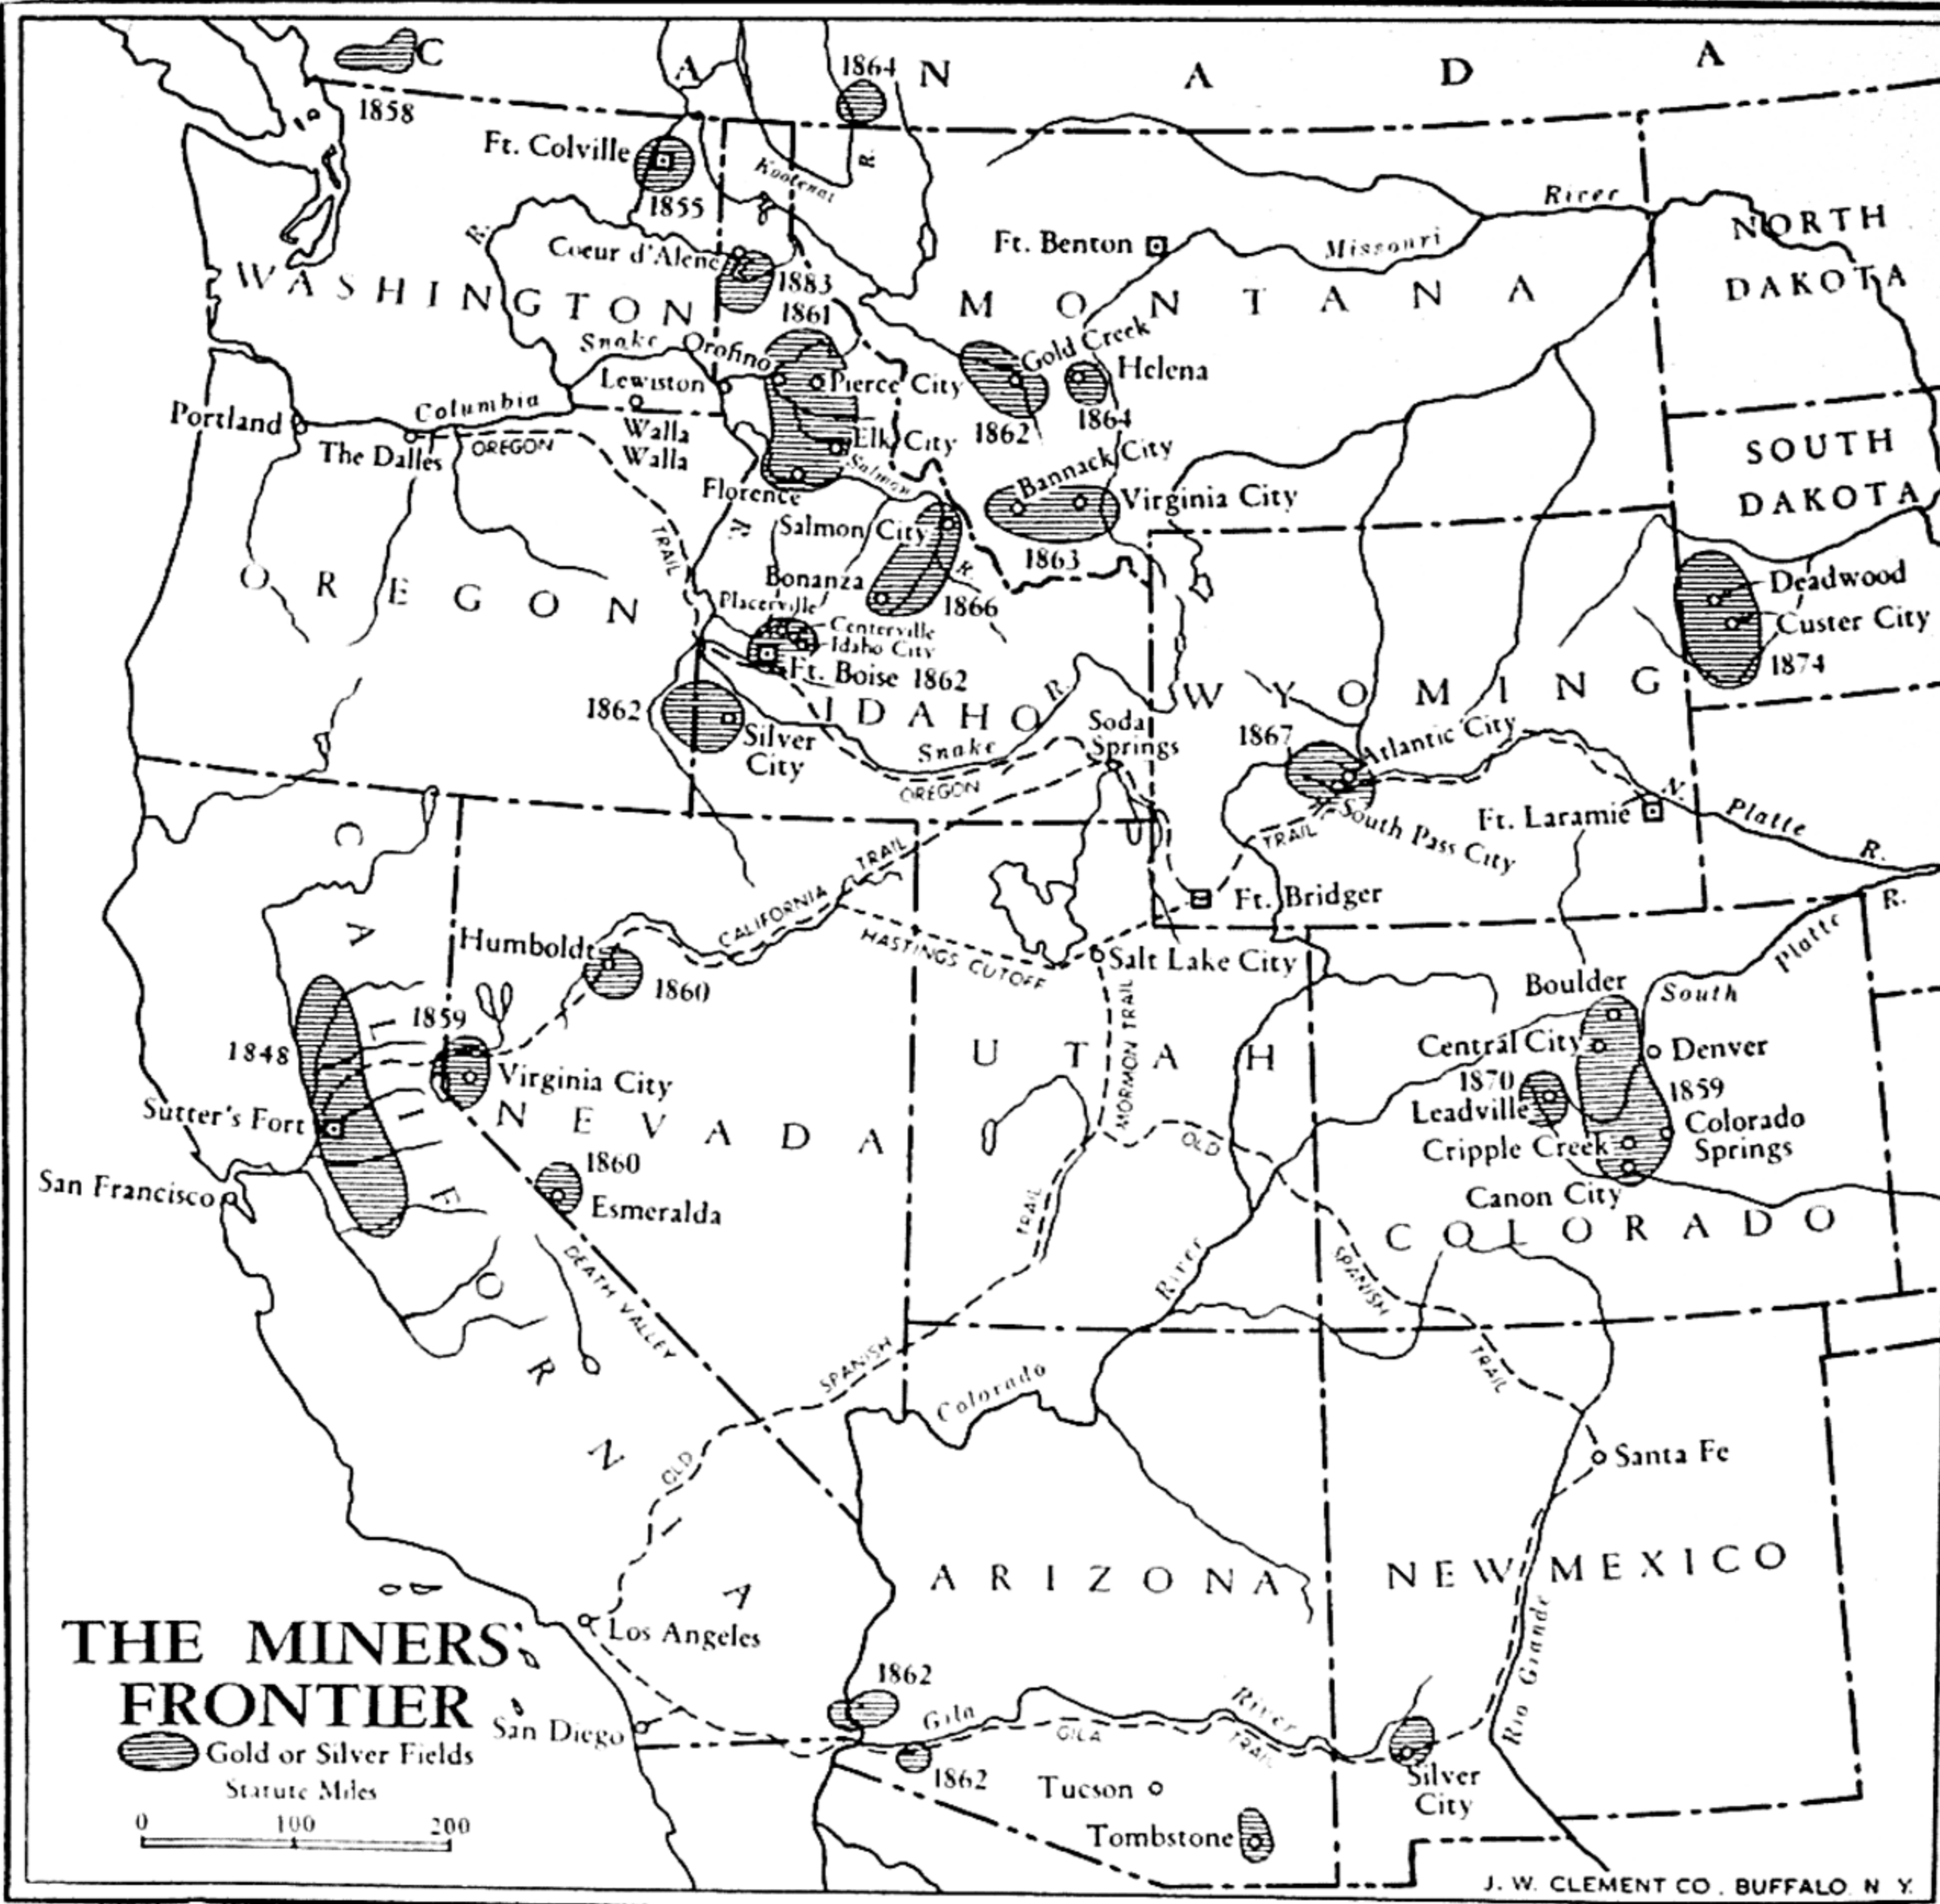 C A N A D A
1858
1864
Ft. Colville
1855
Kootenai
R.
R.
Coeur d'Alene
1883
WASHINGTON
Ft. Benton
Missouri
River
MONTANA
NORTH
DAKOTA
1861
Snake
Orofino
Lewiston
Pierce City
Gold Creek
Helena
1862
1864
Portland
Columbia
The Dalles
OREGON
Walla
Walla
Elk City
Salmon
Florence
R.
TRAIL
Bannack City
Virginia City
1863
SOUTH
DAKOTA
Salmon City
Bonanza
R.
1866
OREGON
Placerville
Centerville
Idaho City
Ft. Boise 1862
Deadwood
Custer City
1874
1862
Silver
City
IDAHO
Snake
R.
OREGON
Soda
Springs
WYOMING
1867
Atlantic City
South Pass City
TRAIL
Ft. Laramie
N.
Platte
R.
Ft. Bridger
CALIFORNIA
TRAIL
HASTINGS CUTOFF
Salt Lake City
Humboldt
1860
1859
Virginia City
NEVADA
1848
Sutter's Fort
San Francisco
1860
Esmeralda
DEATH VALLEY
CALIFORNIA
UTAH
MORMON TRAIL
OLD
SPANISH
TRAIL
River
R.
Platte
South
Boulder
Central City
Denver
1870
Leadville
1859
Colorado
Springs
Cripple Creek
Canon City
COLORADO
TRAIL
SPANISH
OLD
Colorado
Santa Fe
ARIZONA
NEW MEXICO
Rio Grande
Los Angeles
San Diego
1862
Gila
River
GILA
TRAIL
1862
Tucson
Tombstone
Silver
City
THE MINERS'
FRONTIER
Gold or Silver Fields
Statute Miles
0 100 200
J. W. CLEMENT CO., BUFFALO, N. Y.